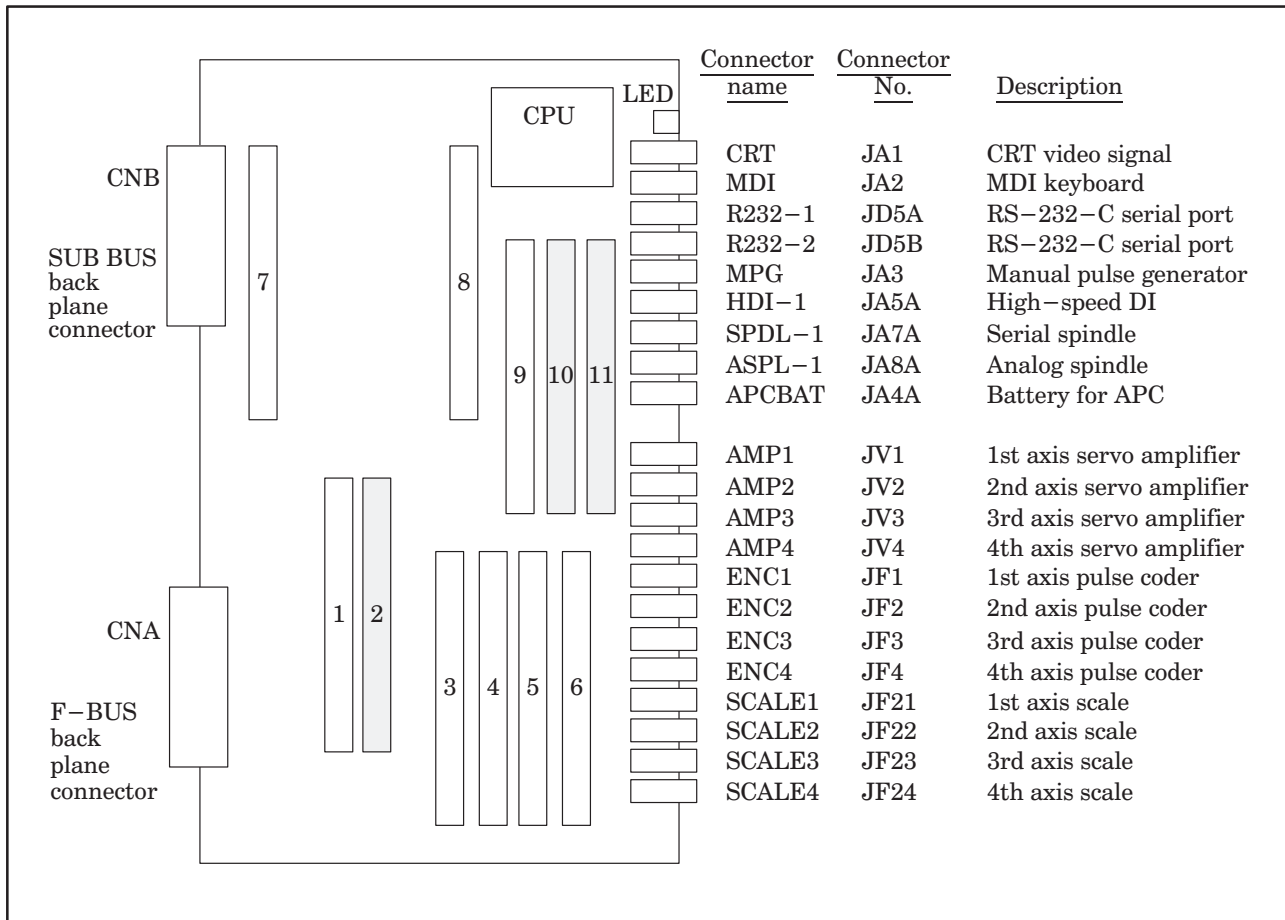 Connector name Connector No. Description
LED
CPU
CNB
SUB BUS
back
plane
connector
CNA
F−BUS
back
plane
connector
7
8
9
10
11
1
2
3
4
5
6
CRT JA1 CRT video signal
MDI JA2 MDI keyboard
R232−1 JD5A RS−232−C serial port
R232−2 JD5B RS−232−C serial port
MPG JA3 Manual pulse generator
HDI−1 JA5A High−speed DI
SPDL−1 JA7A Serial spindle
ASPL−1 JA8A Analog spindle
APCBAT JA4A Battery for APC
AMP1 JV1 1st axis servo amplifier
AMP2 JV2 2nd axis servo amplifier
AMP3 JV3 3rd axis servo amplifier
AMP4 JV4 4th axis servo amplifier
ENC1 JF1 1st axis pulse coder
ENC2 JF2 2nd axis pulse coder
ENC3 JF3 3rd axis pulse coder
ENC4 JF4 4th axis pulse coder
SCALE1 JF21 1st axis scale
SCALE2 JF22 2nd axis scale
SCALE3 JF23 3rd axis scale
SCALE4 JF24 4th axis scale